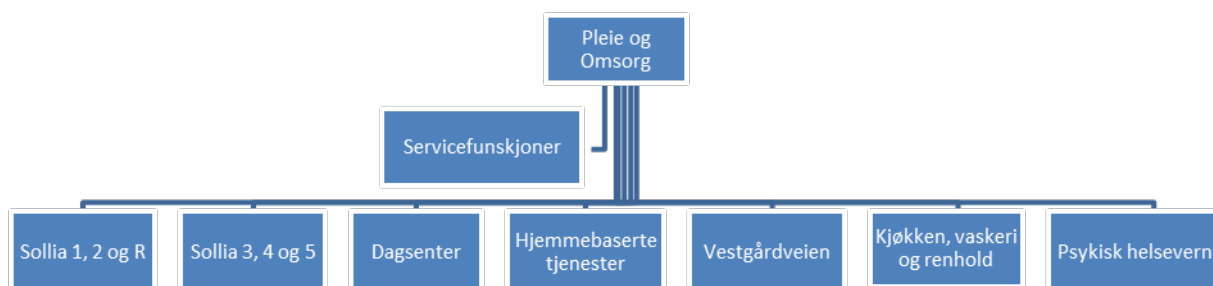 Pleie og
Omsorg
Servicefunskjoner
Sollia 1, 2 og R
Sollia 3, 4 og 5
Dagsenter
Hjemmebaserte
tjenester
Vestgårdveien
Kjøkken, vaskeri
og renhold
Psykisk helsevern